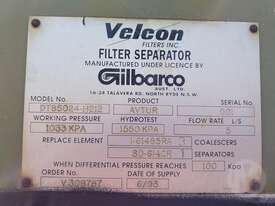 Velcon
FILTERS INC.
FILTER SEPARATOR
MANUFACTURED UNDER LICENCE BY
Gilbarco
AUST. LTD.
16-24 TALAVERA RD. NORTH RYDE N.S.W.
MODEL No. PRODUCT SERIAL No.
AVTUR
WORKING PRESSURE HYDROTEST FLOW RATE L/S
1033 KPA 1550 KPA 5
REPLACE ELEMENT COALESCERS
SEPARATORS
WHEN DIFFERENTIAL PRESSURE REACHES 100 Kpa
ORDER No. DATE OF SUPPLY
6/93